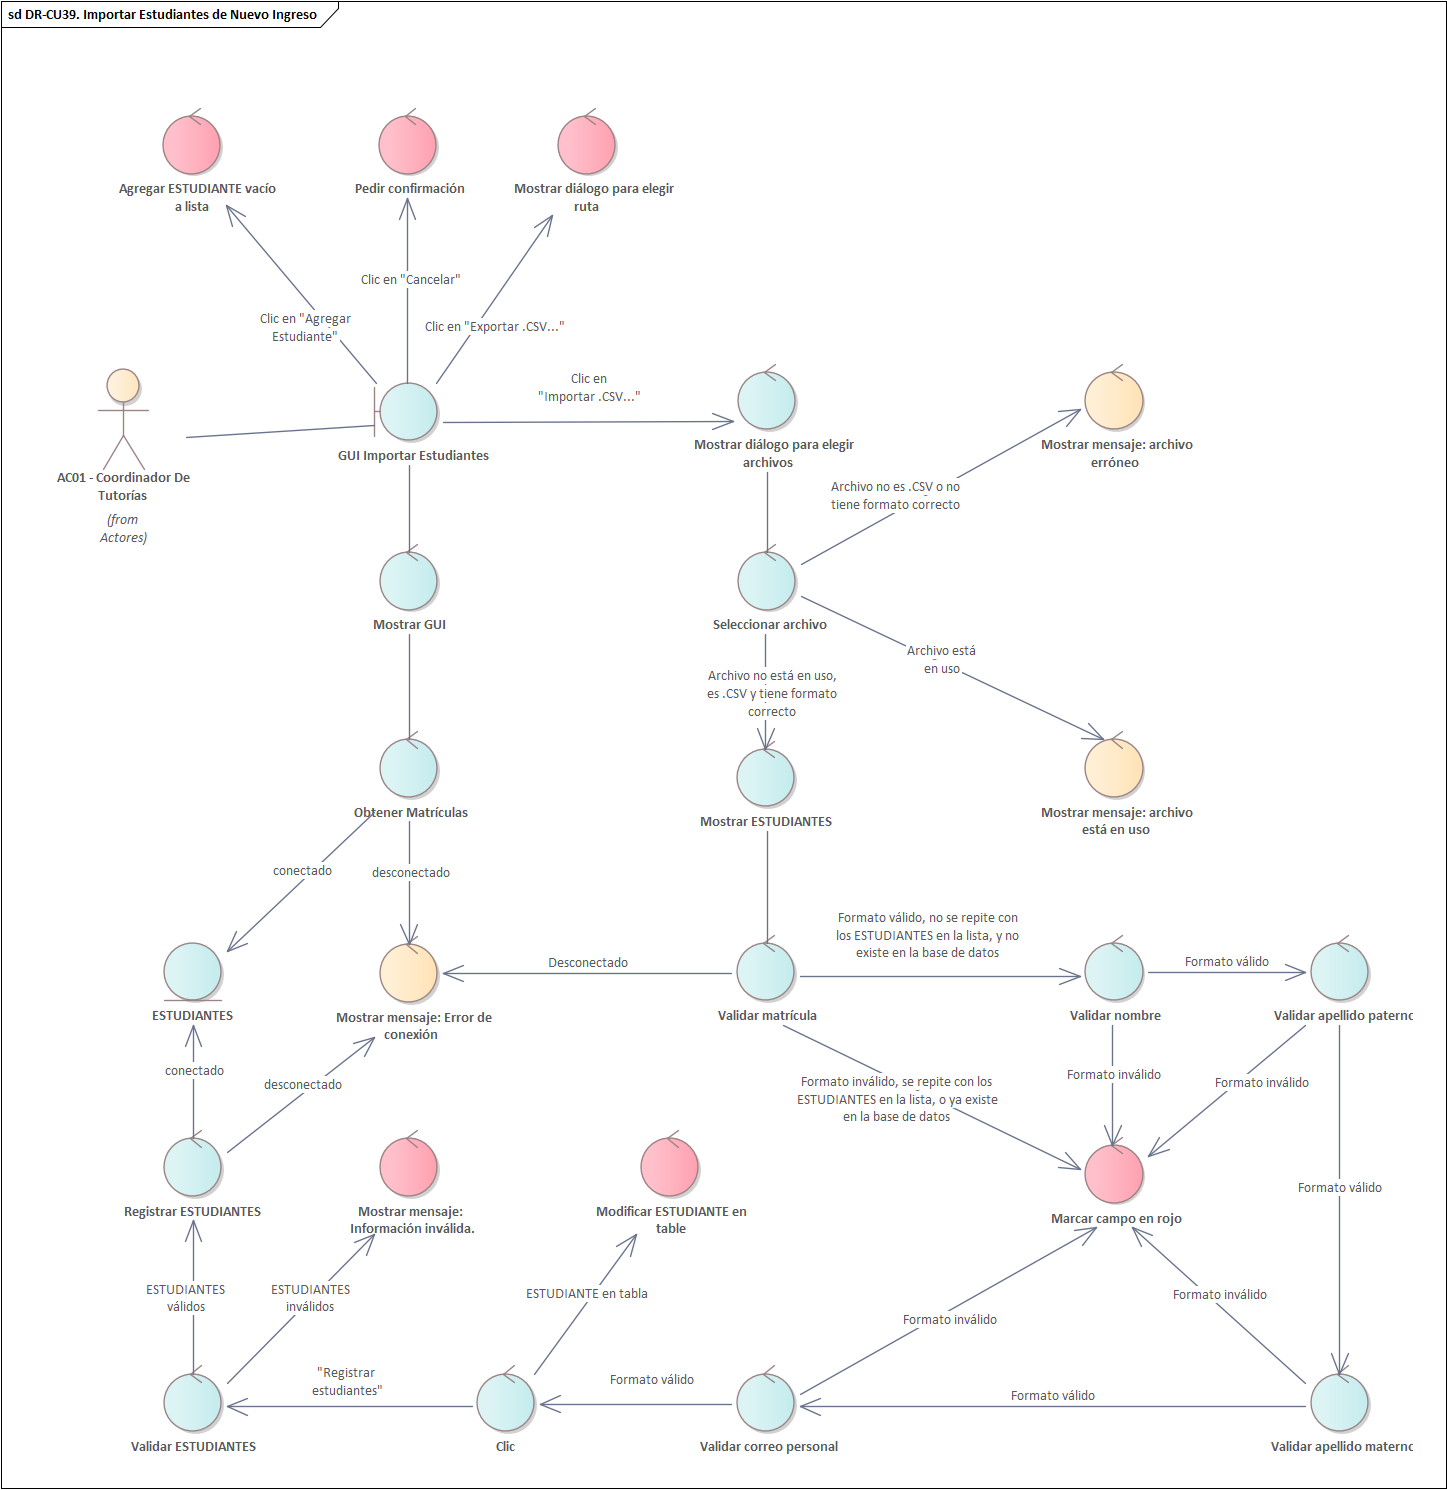 sd DR-CU39. Importar Estudiantes de Nuevo Ingreso
Agregar ESTUDIANTE vacío
a lista
Pedir confirmación
Mostrar diálogo para elegir
ruta
Clic en "Cancelar"
Clic en "Agregar
Estudiante"
Clic en "Exportar .CSV..."
Clic en
"Importar .CSV..."
AC01 - Coordinador De
Tutorías
(from
Actores)
GUI Importar Estudiantes
Mostrar diálogo para elegir
archivos
Mostrar mensaje: archivo
erróneo
Archivo no es .CSV o no
tiene formato correcto
Mostrar GUI
Seleccionar archivo
Archivo está
en uso
Archivo no está en uso,
es .CSV y tiene formato
correcto
Obtener Matrículas
Mostrar ESTUDIANTES
Mostrar mensaje: archivo
está en uso
conectado
desconectado
Formato válido, no se repite con
los ESTUDIANTES en la lista, y no
existe en la base de datos
Desconectado
Formato válido
ESTUDIANTES
Mostrar mensaje: Error de
conexión
Validar matrícula
Validar nombre
Validar apellido paterno
conectado
desconectado
Formato inválido, se repite con los
ESTUDIANTES en la lista, o ya existe
en la base de datos
Formato inválido
Formato inválido
Formato válido
Registrar ESTUDIANTES
Mostrar mensaje:
Información inválida.
Modificar ESTUDIANTE en
table
Marcar campo en rojo
ESTUDIANTES
válidos
ESTUDIANTES
inválidos
ESTUDIANTE en tabla
Formato inválido
Formato inválido
"Registrar
estudiantes"
Formato válido
Formato válido
Validar ESTUDIANTES
Clic
Validar correo personal
Validar apellido materno